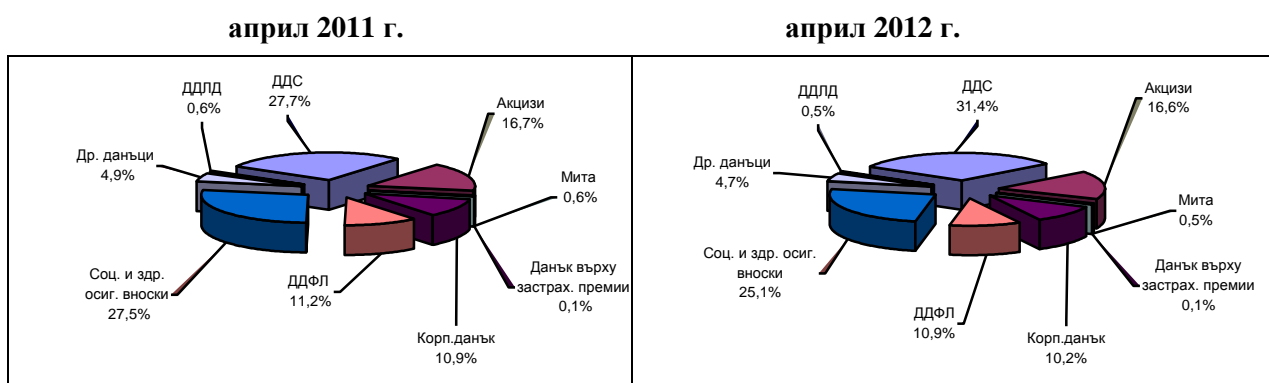 април 2011 г.
ДДЛД
0,6%
ДДС
27,7%
Акцизи
16,7%
Мита
0,6%
Данък върху
застрах. премии
0,1%
Корп.данък
10,9%
ДДФЛ
11,2%
Соц. и здр.
осиг. вноски
27,5%
Др. данъци
4,9%
април 2012 г.
ДДЛД
0,5%
ДДС
31,4%
Акцизи
16,6%
Мита
0,5%
Данък върху
застрах. премии
0,1%
Корп.данък
10,2%
ДДФЛ
10,9%
Соц. и здр. осиг.
вноски
25,1%
Др. данъци
4,7%